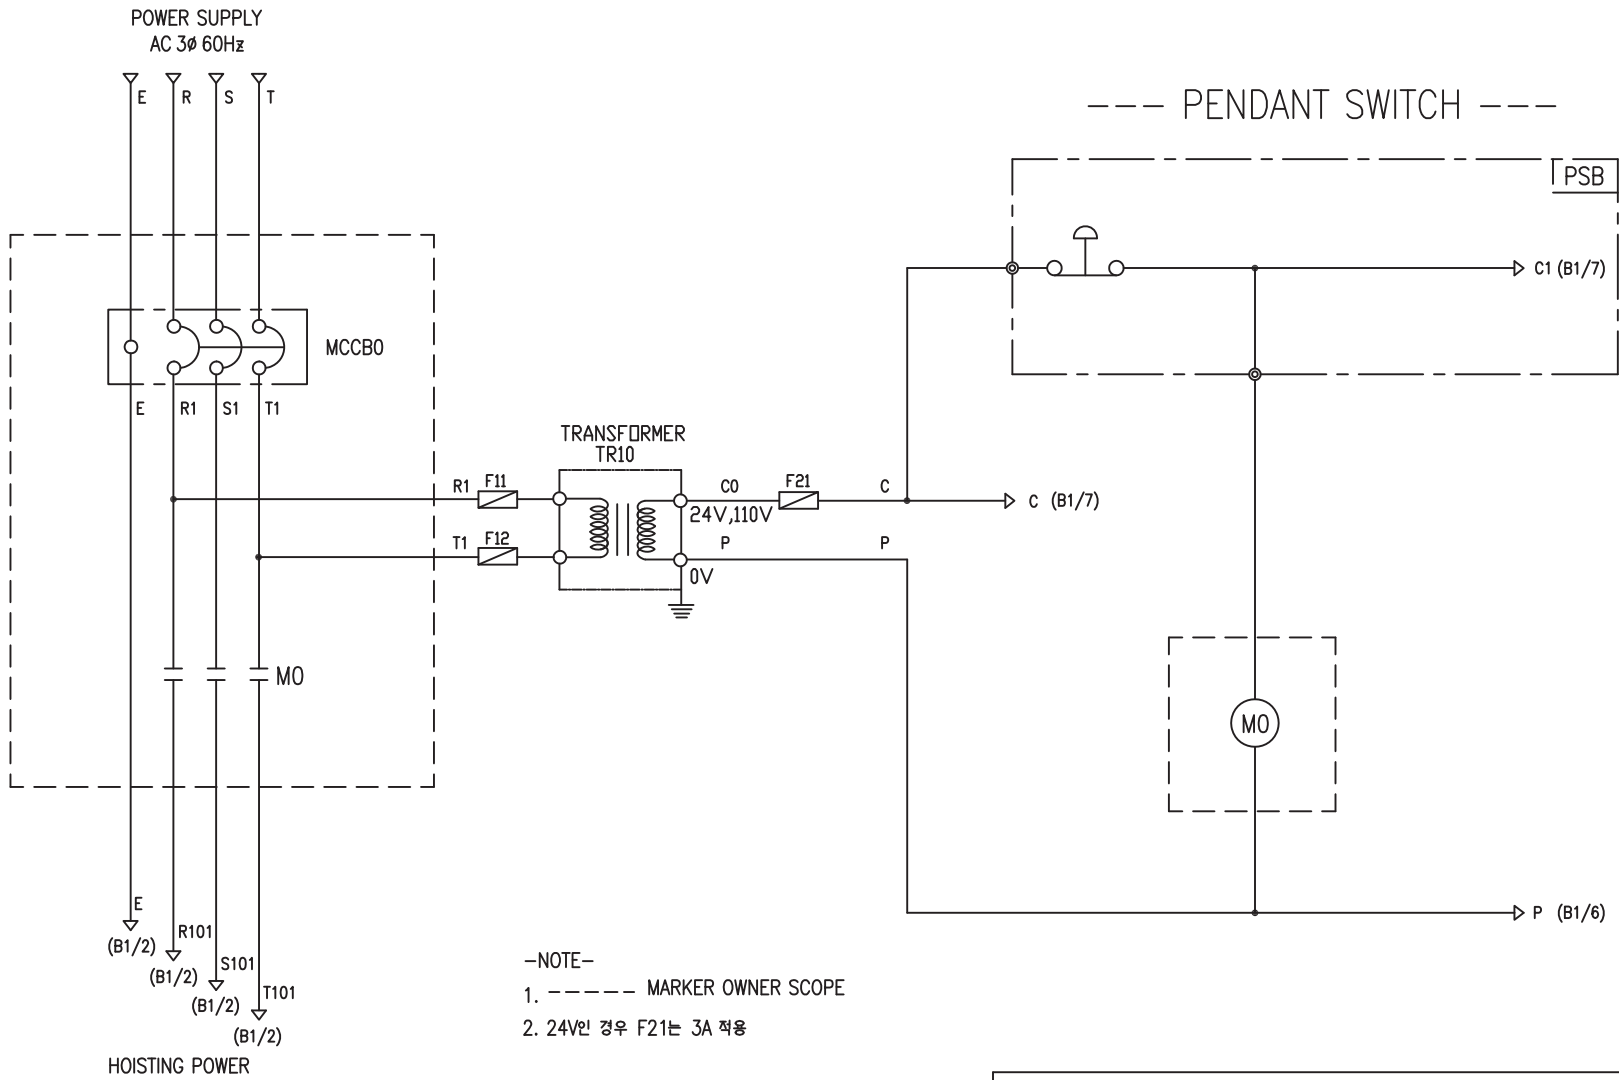 POWER SUPPLY
AC 3ø 60Hz
E R S T
PENDANT SWITCH
PSB
C1 (B1/7)
MCCB0
E R1 S1 T1
TRANSFORMER
TR10
R1 F11
C0 F21 C
24V,110V
C (B1/7)
T1 F12
P P
0V
M0
M0
E
(B1/2)
R101
(B1/2)
S101
(B1/2)
T101
(B1/2)
P (B1/6)
HOISTING POWER
-NOTE-
1. ------ MARKER OWNER SCOPE
2. 24V인 경우 F21는 3A 적용